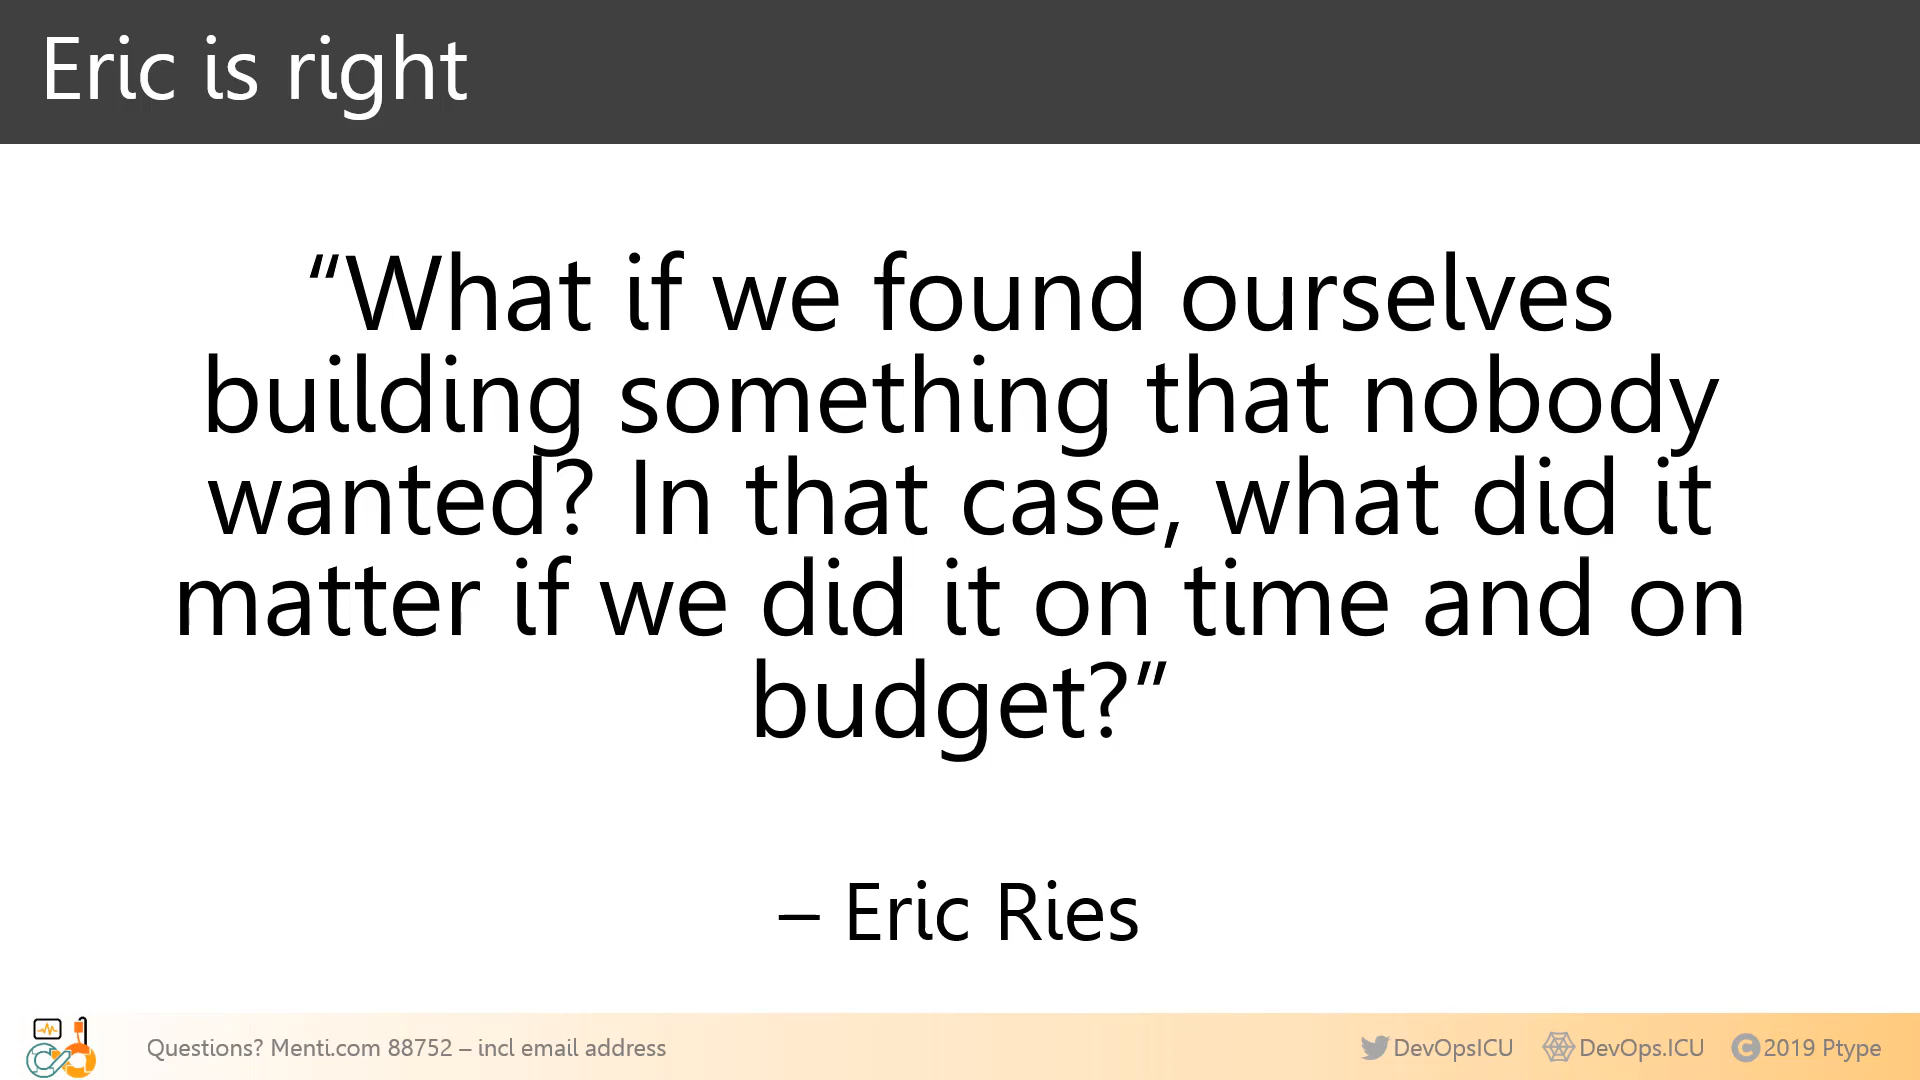 Eric is right
“What if we found ourselves
building something that nobody
wanted? In that case, what did it
matter if we did it on time and on
budget?”
– Eric Ries
Questions? Menti.com 88752 – incl email address
DevOpsICU
DevOps.ICU
© 2019 Ptype